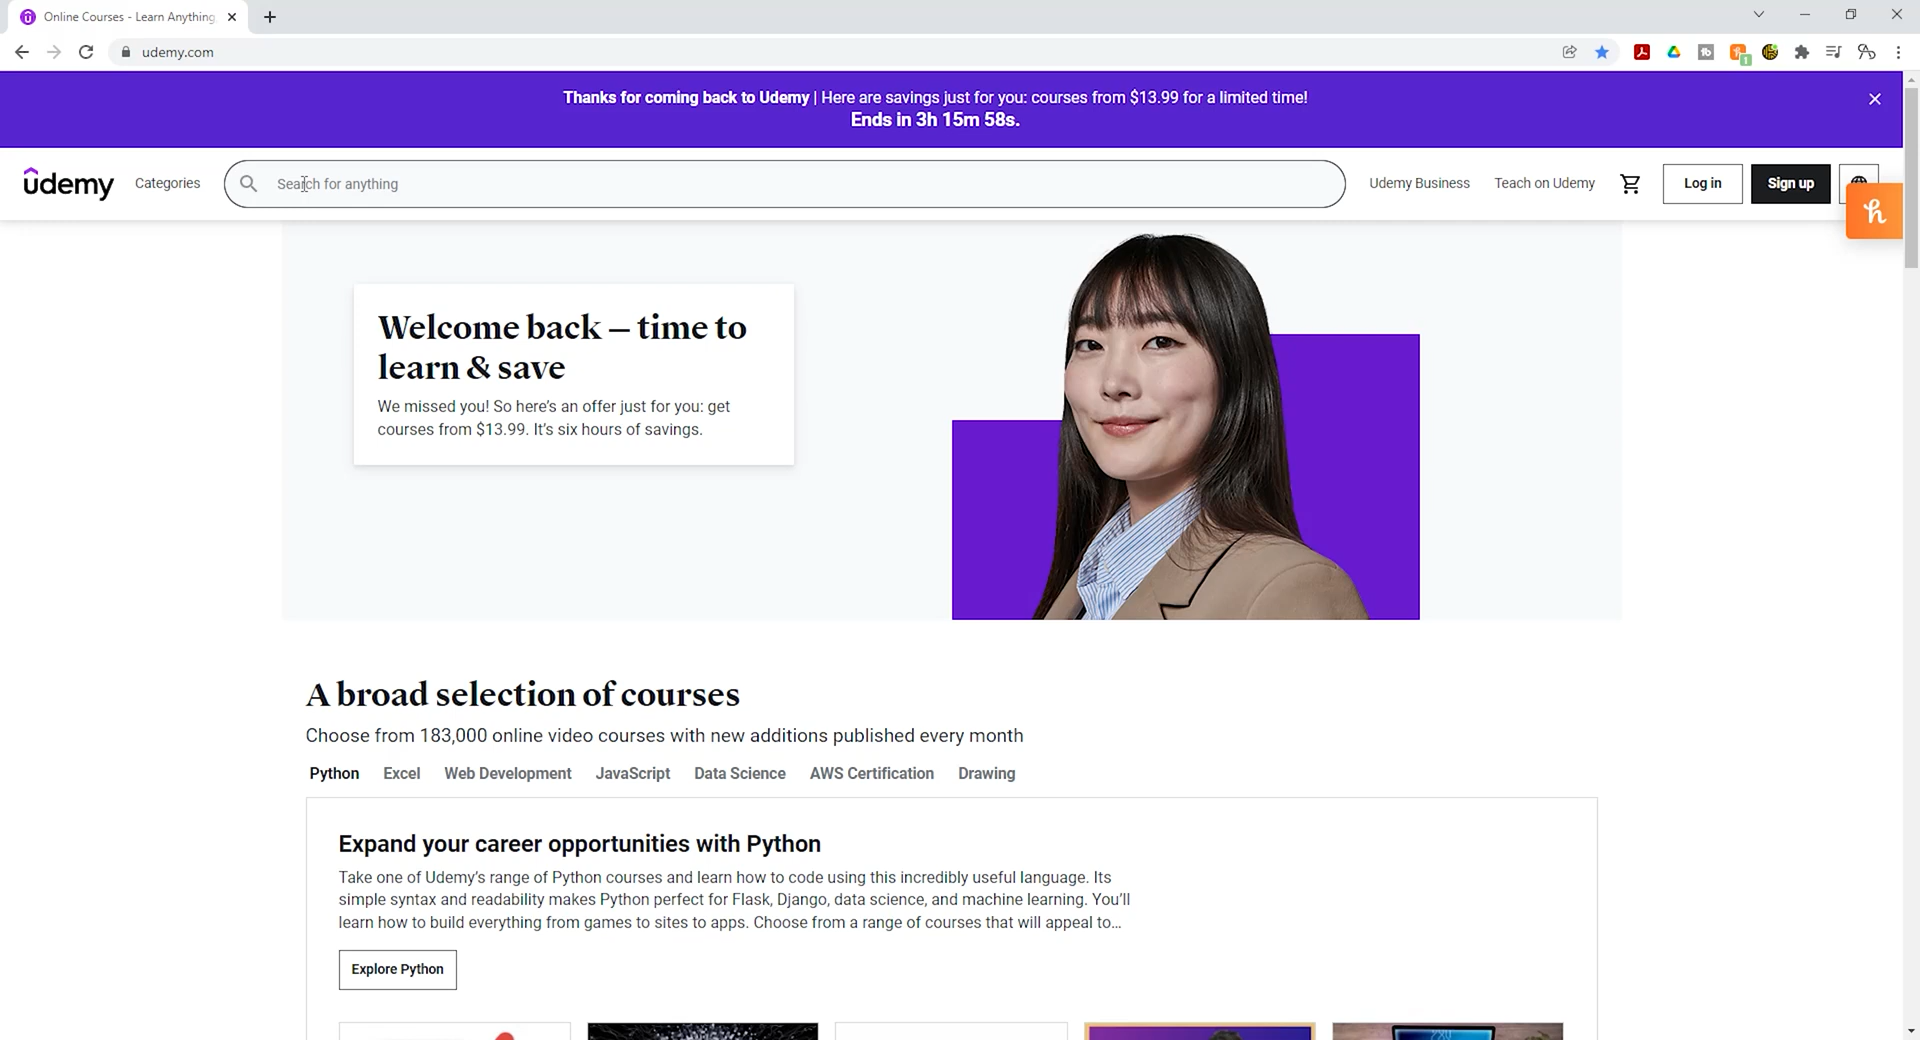 Online Courses - Learn Anything
udemy.com
1
Thanks for coming back to Udemy | Here are savings just for you: courses from $13.99 for a limited time!
Ends in 3h 15m 58s.
udemy
Categories
Search for anything
Udemy Business
Teach on Udemy
Log in
Sign up
h
Welcome back – time to
learn & save
We missed you! So here's an offer just for you: get
courses from $13.99. It's six hours of savings.
A broad selection of courses
Choose from 183,000 online video courses with new additions published every month
Python Excel Web Development JavaScript Data Science AWS Certification Drawing
Expand your career opportunities with Python
Take one of Udemy's range of Python courses and learn how to code using this incredibly useful language. Its
simple syntax and readability makes Python perfect for Flask, Django, data science, and machine learning. You'll
learn how to build everything from games to sites to apps. Choose from a range of courses that will appeal to...
Explore Python